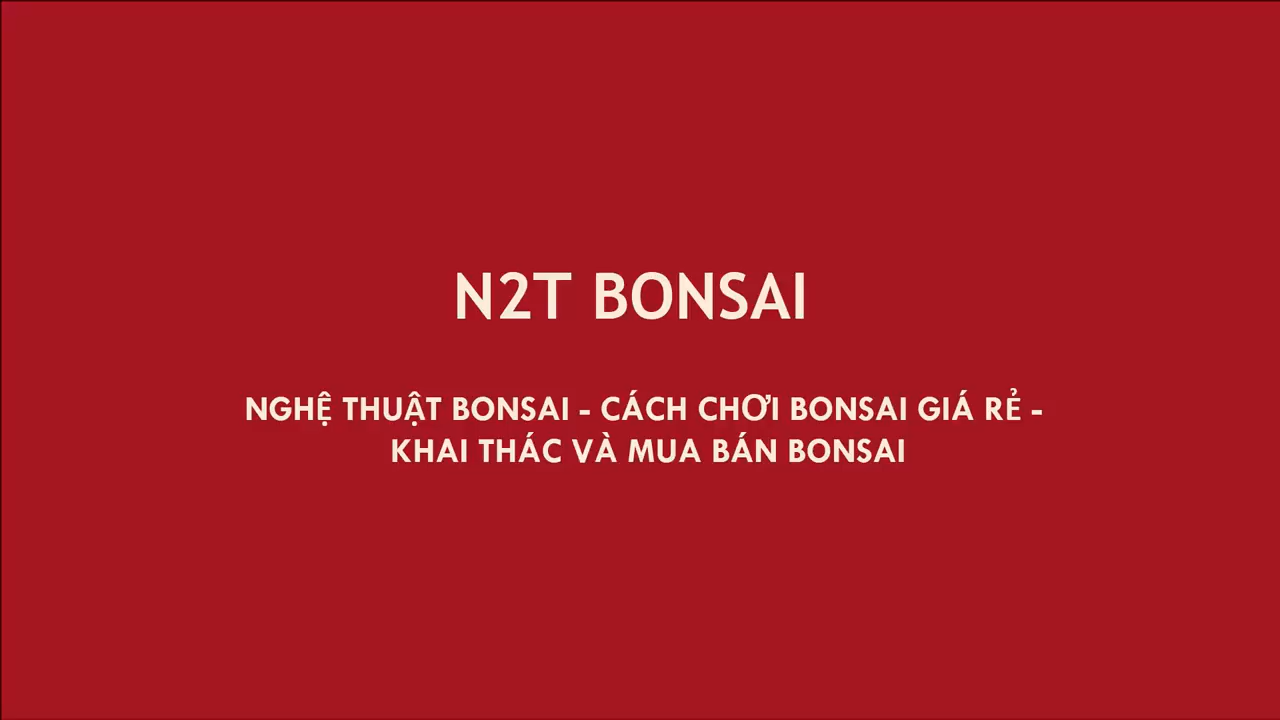 N2T BONSAI
NGHỆ THUẬT BONSAI - CÁCH CHƠI BONSAI GIÁ RẺ -
KHAI THÁC VÀ MUA BÁN BONSAI